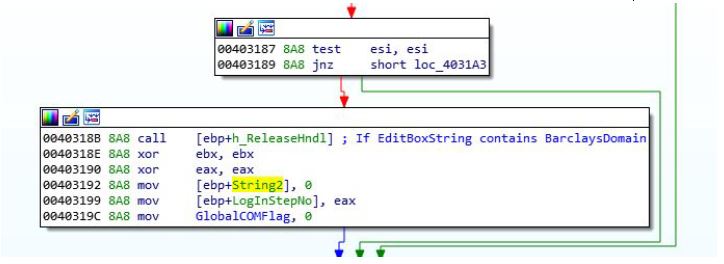 00403187 8A8 test esi, esi
00403189 8A8 jnz short loc_4031A3
0040318B 8A8 call [ebp+h_ReleaseHndl] ; If EditBoxString contains BarclaysDomain
0040318E 8A8 xor ebx, ebx
00403190 8A8 xor eax, eax
00403192 8A8 mov [ebp+String2], 0
00403199 8A8 mov [ebp+LogInStepNo], eax
0040319C 8A8 mov GlobalCOMFlag, 0